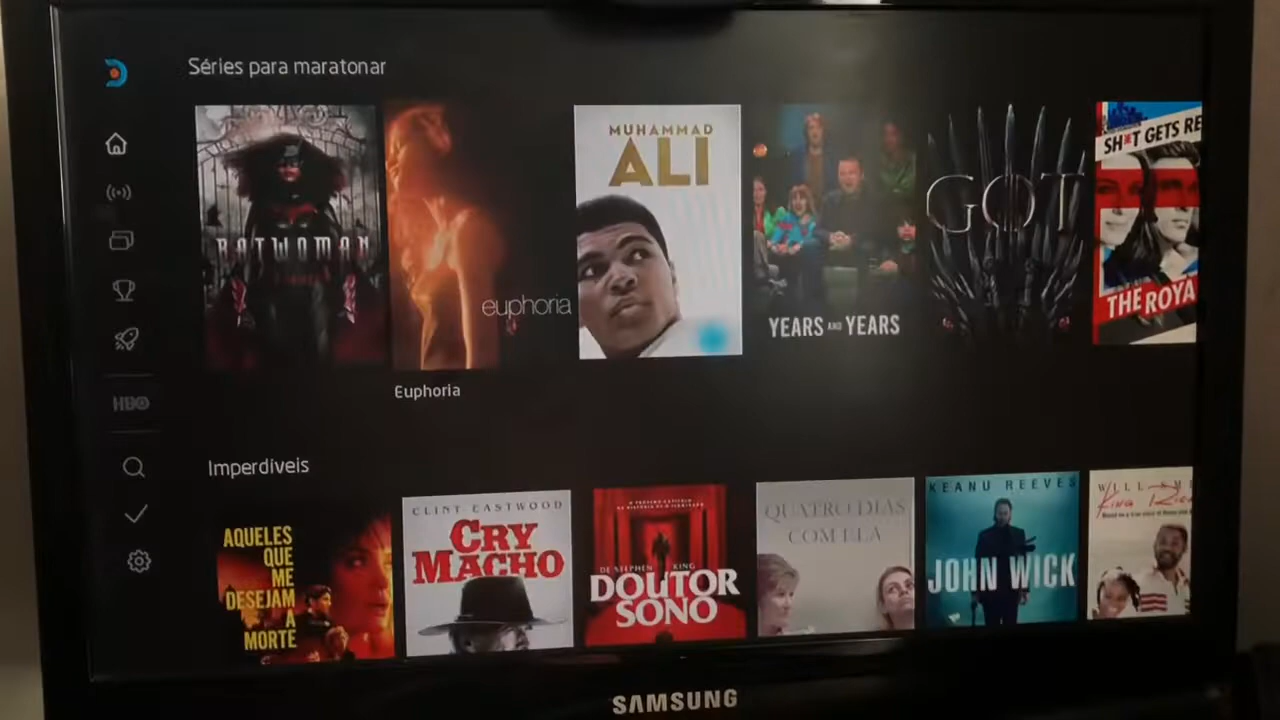 Séries para maratonar
BATWOMAN
euphoria
MUHAMMAD
ALI
YEARS AND YEARS
GOT
SH*T GETS RE
THE ROYA
Euphoria
HBO
Imperdíveis
AQUELES
QUE
ME
DESEJAM
A
MORTE
CLINT EASTWOOD
CRY
MACHO
DE STEPHEN KING
DOUTOR
SONO
QUATRO DIAS
COM ELA
KEANU REEVES
JOHN WICK
King Rich
SAMSUNG